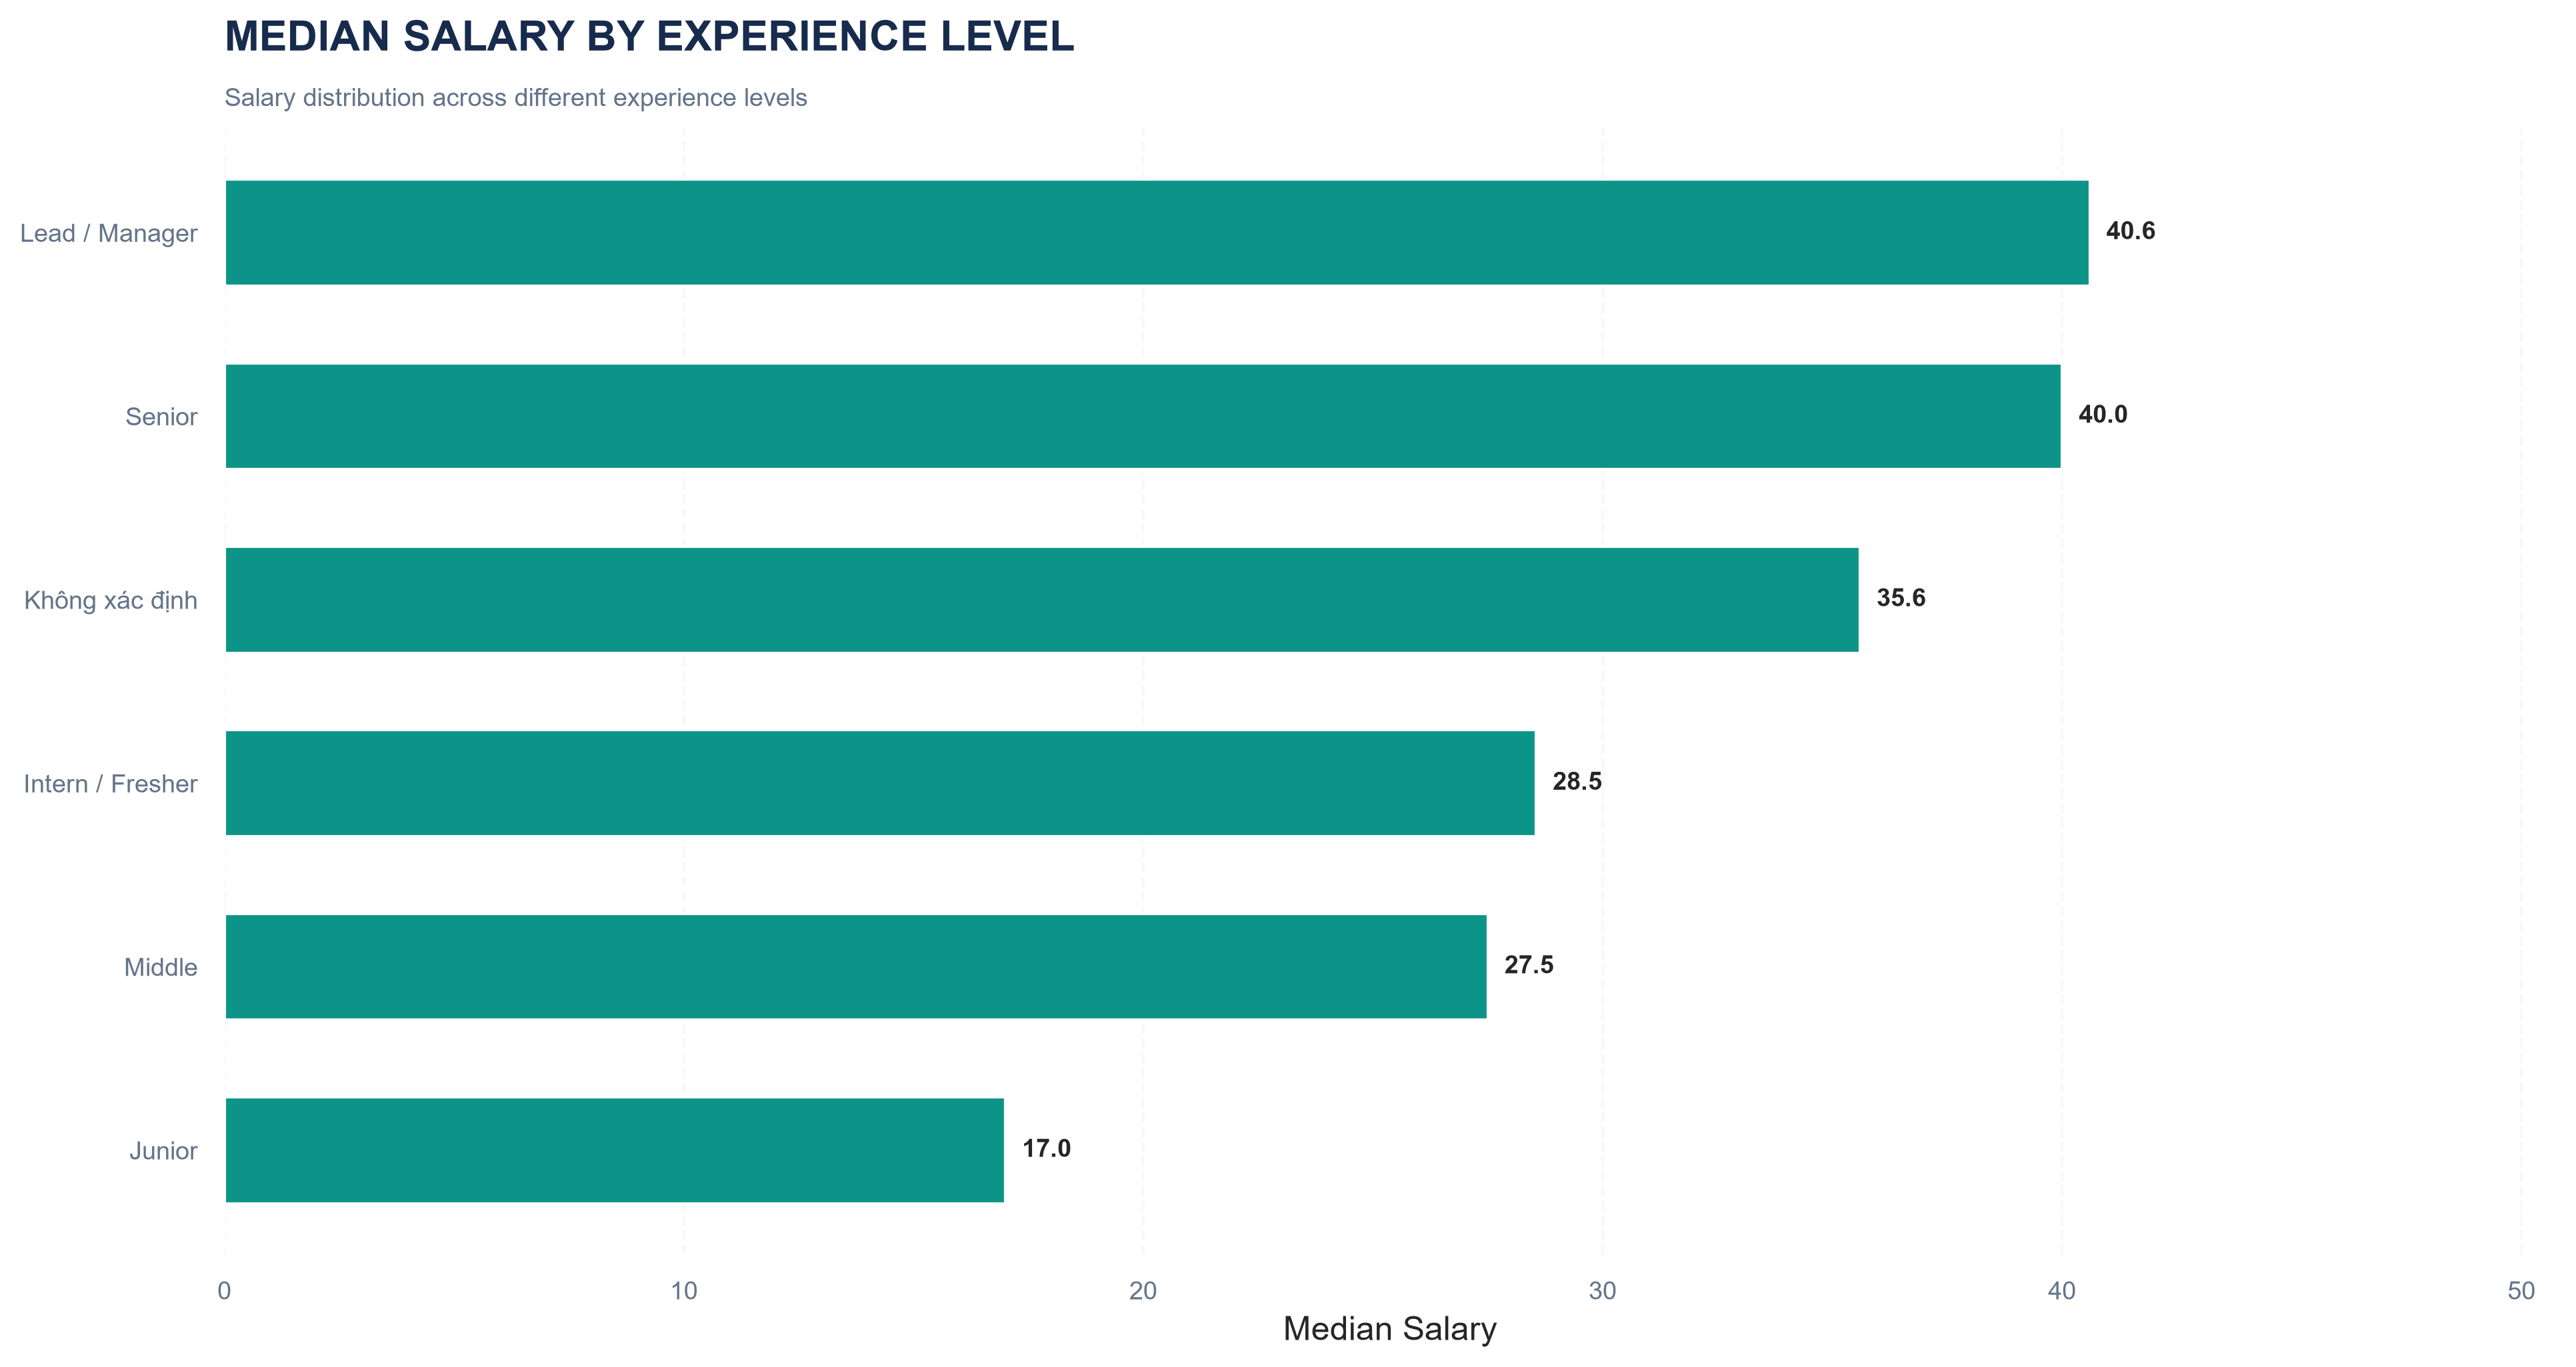 MEDIAN SALARY BY EXPERIENCE LEVEL
Salary distribution across different experience levels
Lead / Manager 40.6
Senior 40.0
Không xác định 35.6
Intern / Fresher 28.5
Middle 27.5
Junior 17.0
0 10 20 30 40 50
Median Salary